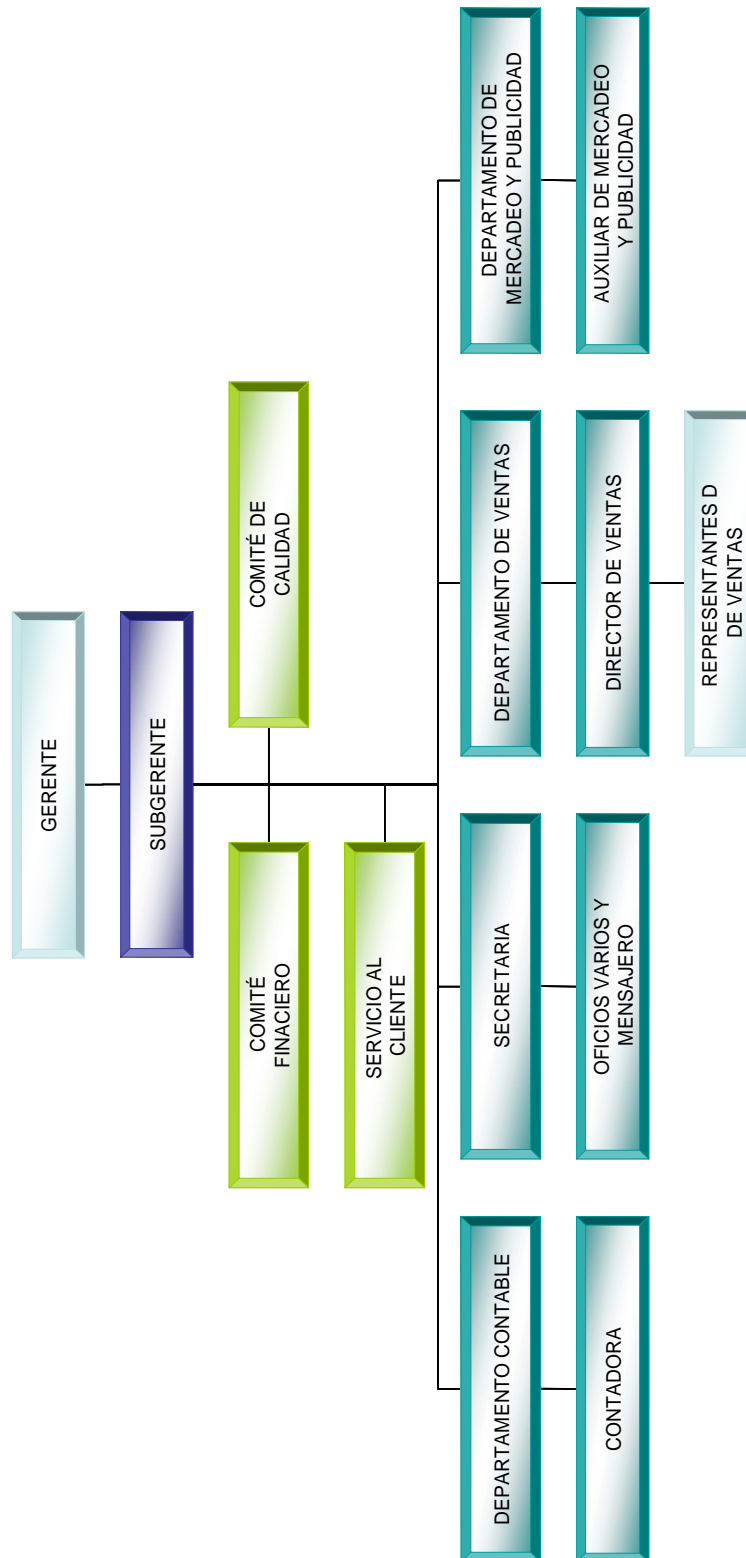 GERENTE
SUBGERENTE
COMITÉ
FINACIERO
COMITÉ DE
CALIDAD
SERVICIO AL
CLIENTE
DEPARTAMENTO CONTABLE
SECRETARIA
DEPARTAMENTO DE VENTAS
DEPARTAMENTO DE
MERCADEO Y PUBLICIDAD
CONTADORA
OFICIOS VARIOS Y
MENSAJERO
DIRECTOR DE VENTAS
AUXILIAR DE MERCADEO
Y PUBLICIDAD
REPRESENTANTES D
DE VENTAS